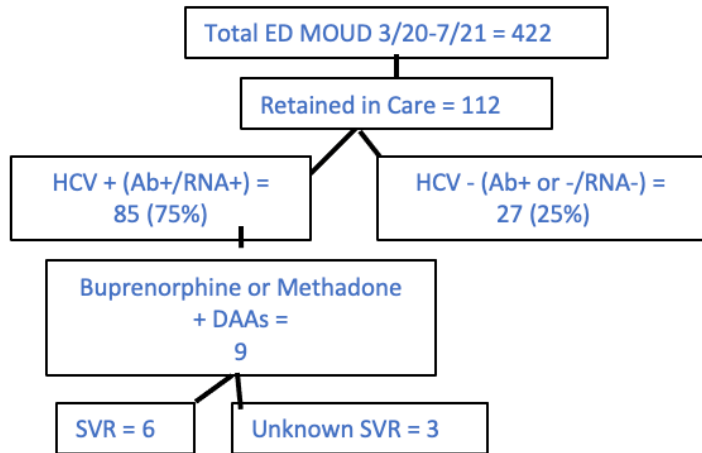 Total ED MOUD 3/20-7/21 = 422
Retained in Care = 112
HCV + (Ab+/RNA+) =
85 (75%)
HCV - (Ab+ or -/RNA-) =
27 (25%)
Buprenorphine or Methadone
+ DAAs =
9
SVR = 6
Unknown SVR = 3